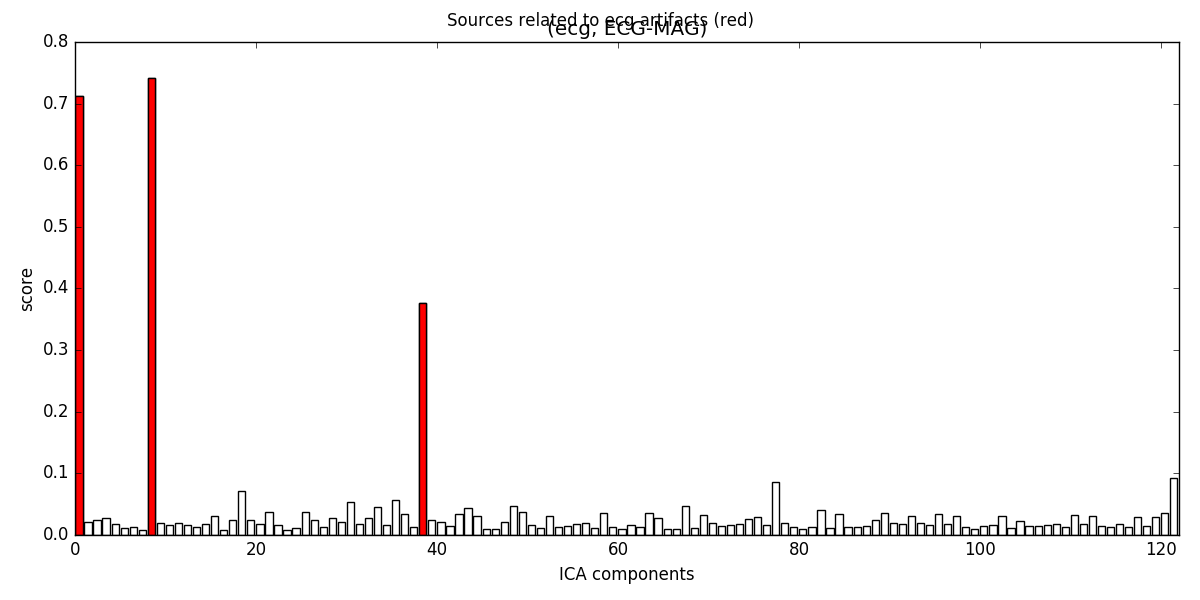 Sources related to ecg artifacts (red)
(ecg, ECG-MAG)
0.8
0.7
0.6
0.5
0.4
0.3
0.2
0.1
0.0
score
0 20 40 60 80 100 120
ICA components